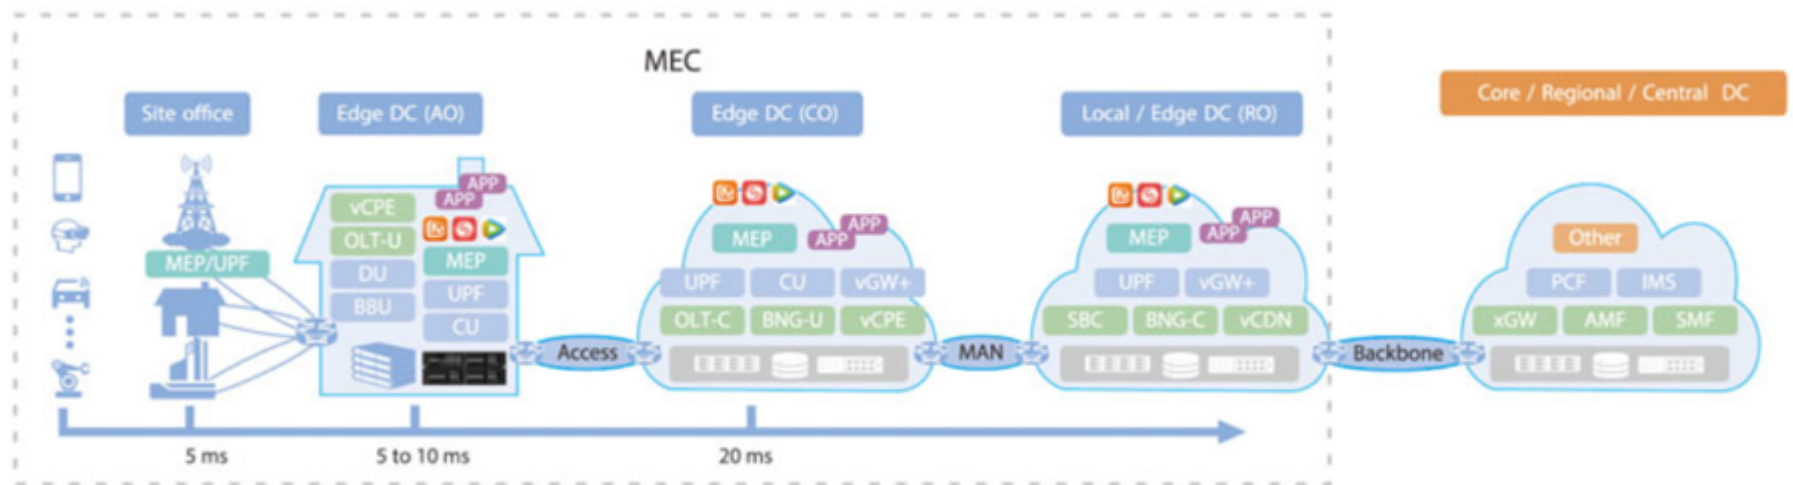 MEC
Site office
Edge DC (AO)
Edge DC (CO)
Local / Edge DC (RO)
Core / Regional / Central DC
MEP/UPF
vCPE
OLT-U
DU
BBU
APP
APP
MEP
UPF
CU
Access
MEP
APP
APP
UPF CU vGW+
OLT-C BNG-U vCPE
MAN
MEP
APP
APP
UPF vGW+
SBC BNG-C vCDN
Backbone
Other
PCF IMS
xGW AMF SMF
5 ms
5 to 10 ms
20 ms